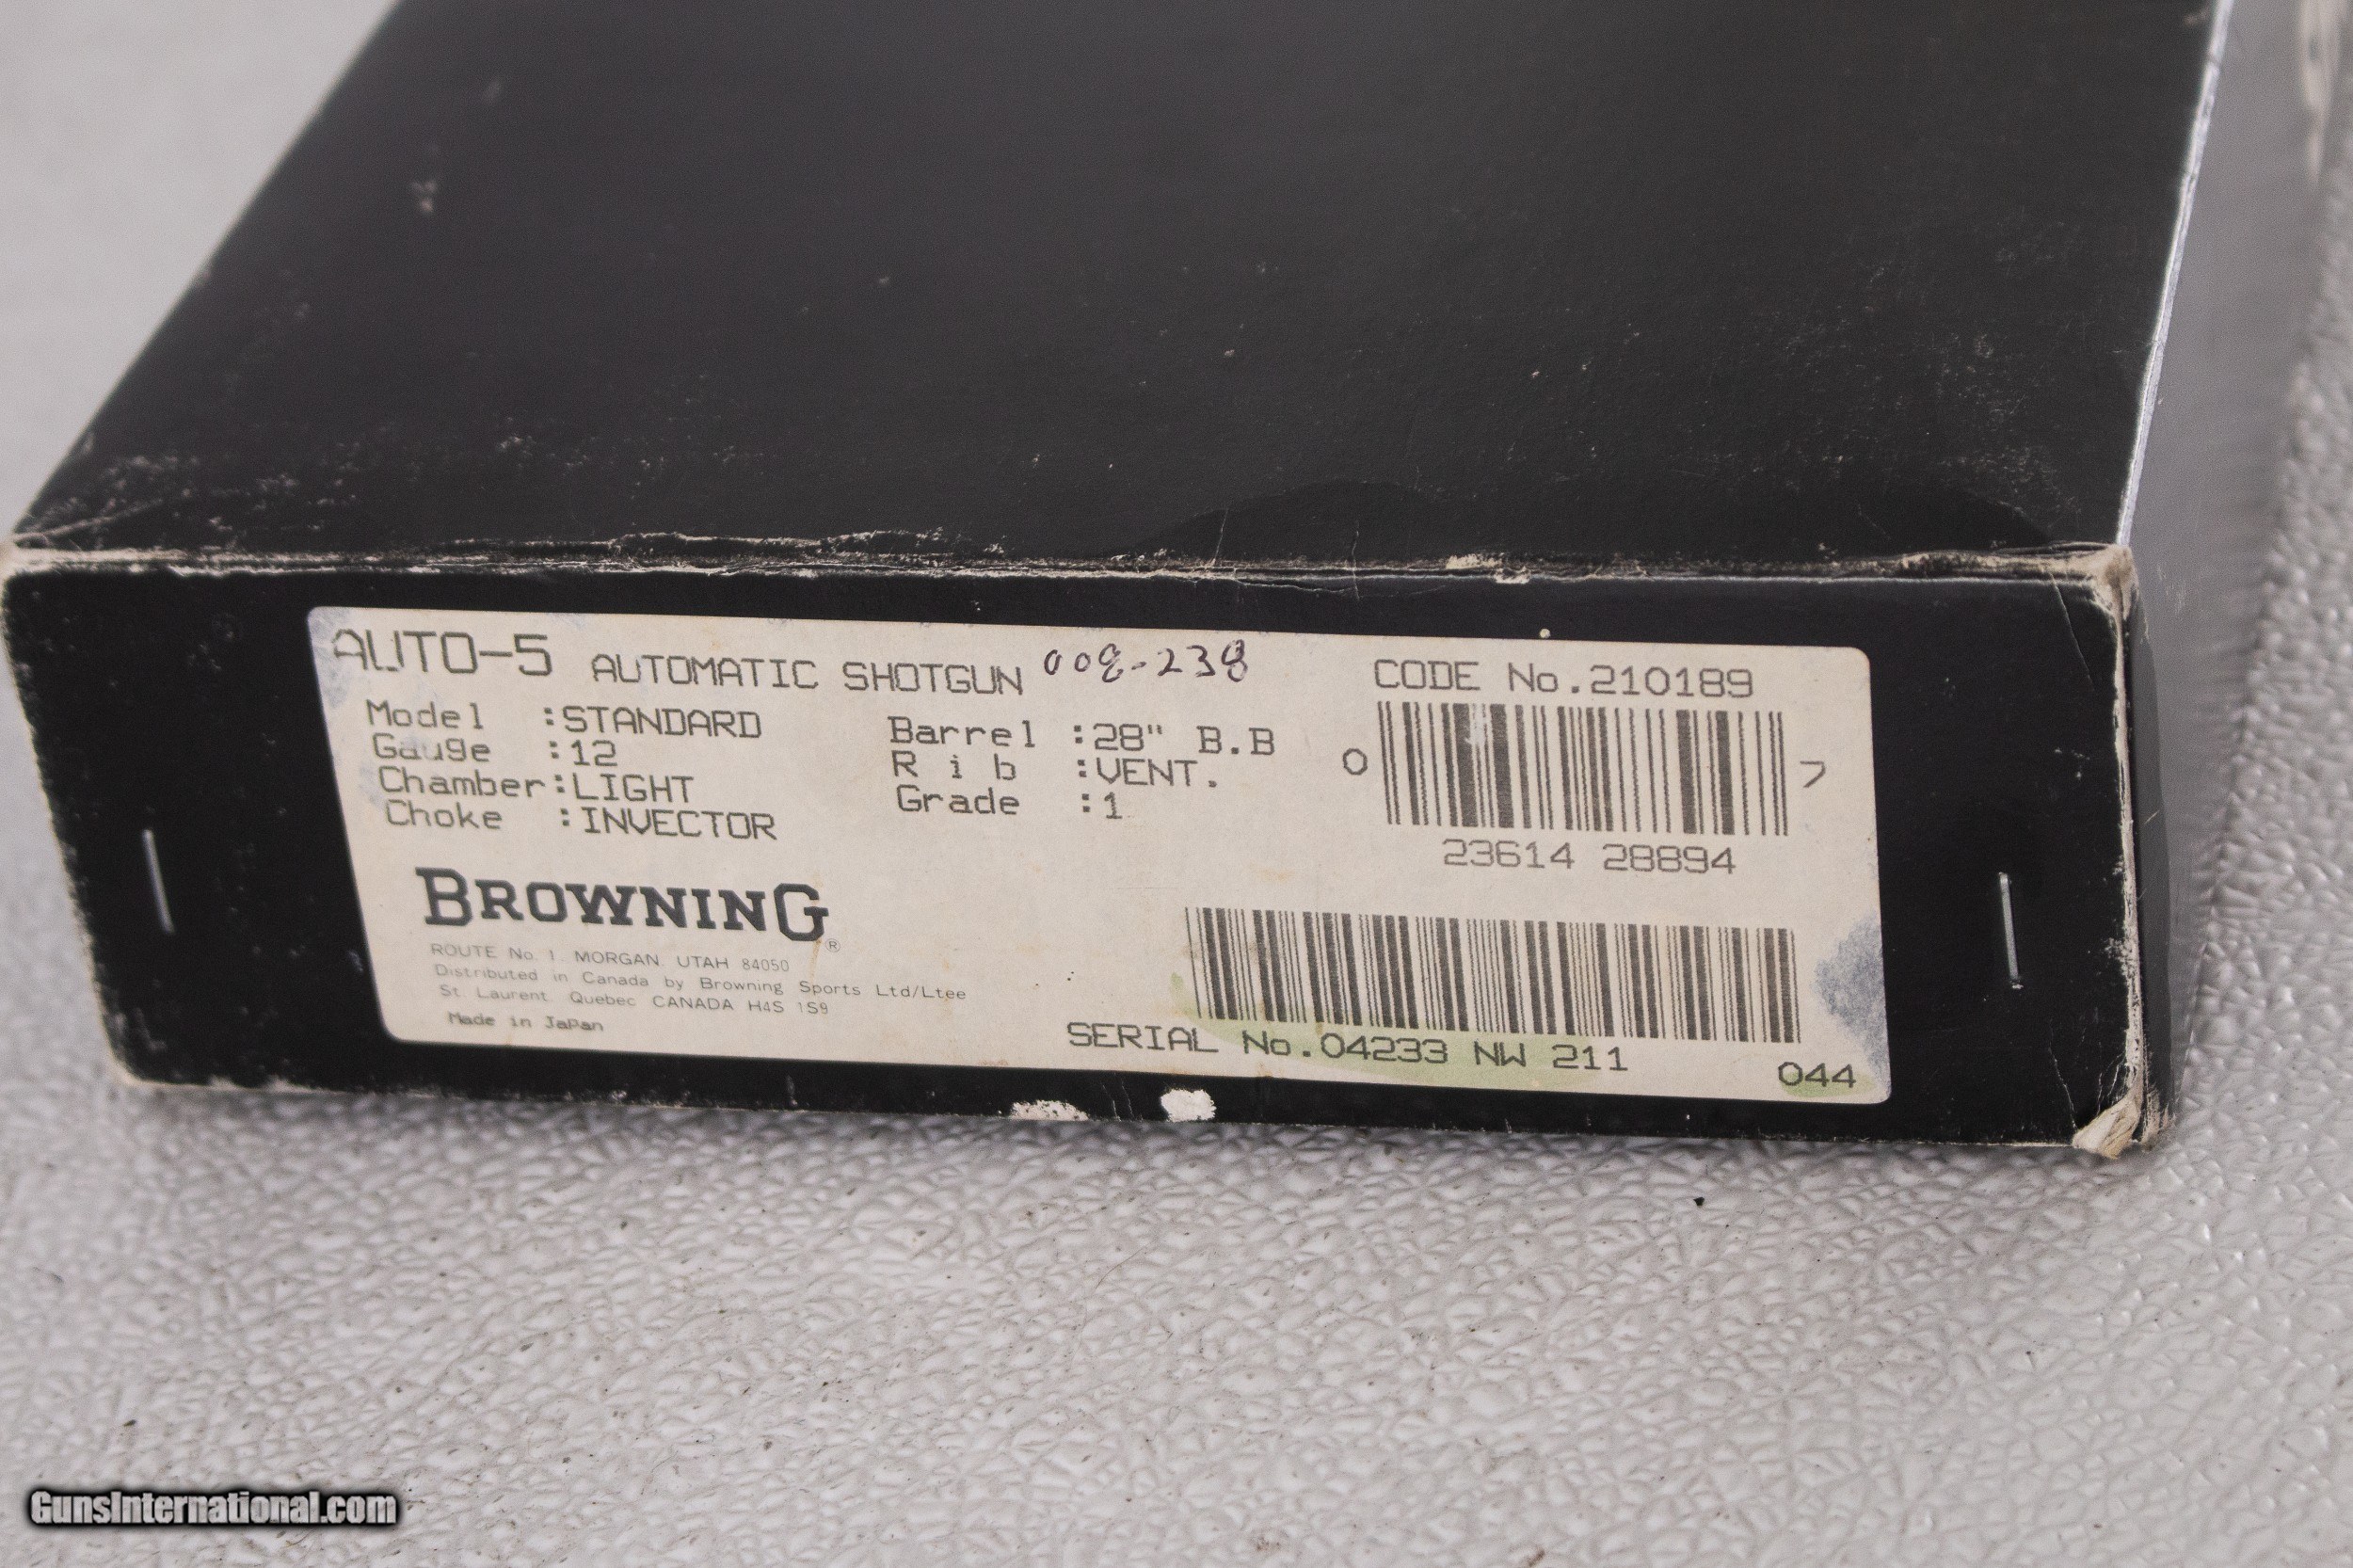 AUTO-5 AUTOMATIC SHOTGUN 008-238
Model :STANDARD
Gauge :12
Chamber:LIGHT
Choke :INVECTOR
Barrel :28" B.B
Rib :VENT.
Grade :1
CODE No.210189
0 7
23614 28894
BROWNING®
ROUTE No. 1, MORGAN, UTAH 84050
Distributed in Canada by Browning Sports Ltd/Ltee
St. Laurent, Quebec CANADA H4S 1S9
Made in Japan
SERIAL No.04233 NW 211
044
GunsInternational.com